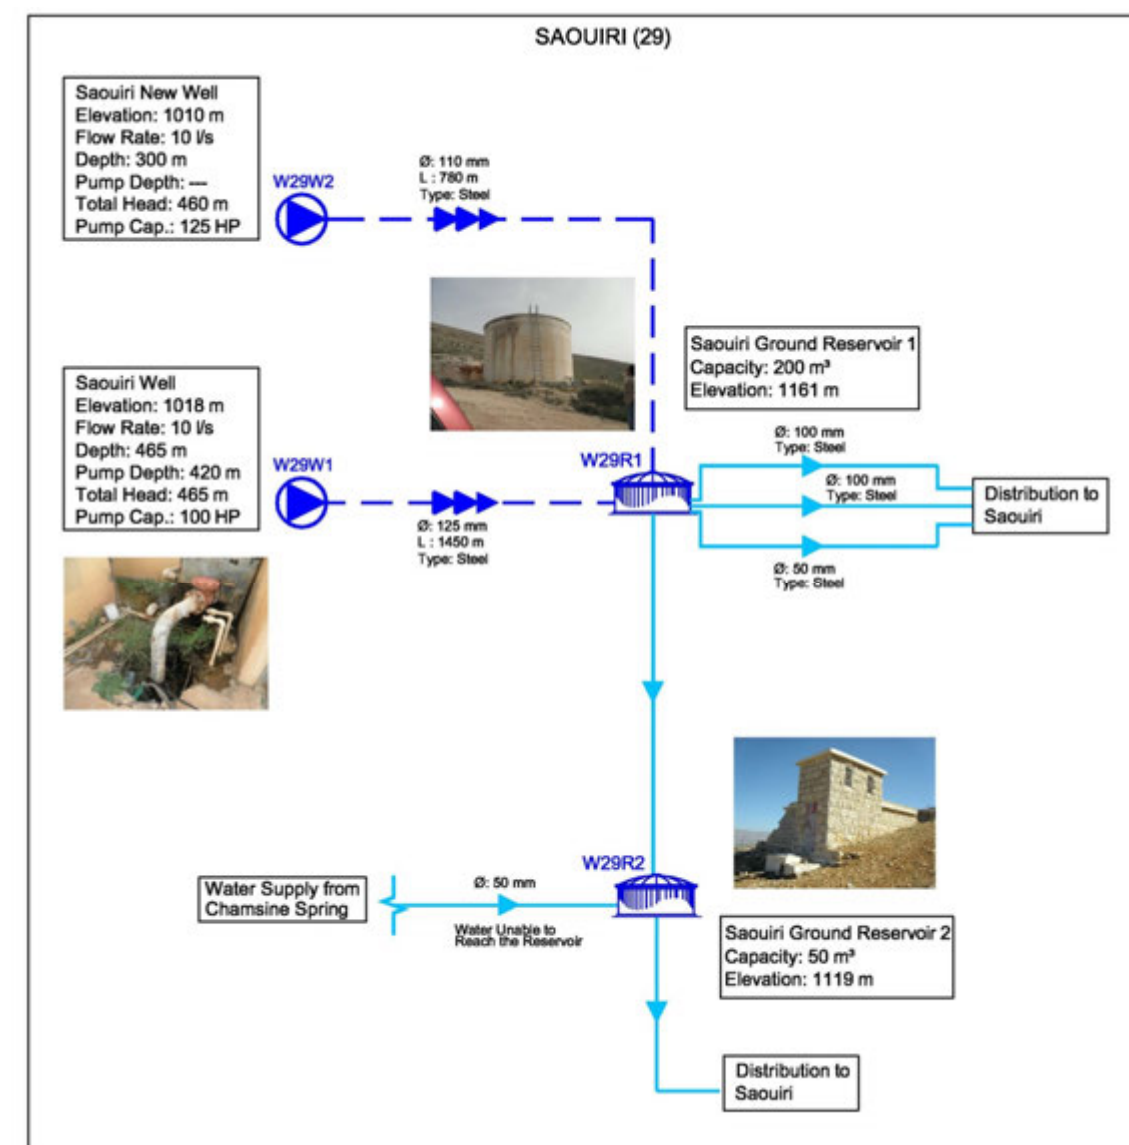 SAOUIRI (29)
Saouiri New Well
Elevation: 1010 m
Flow Rate: 10 l/s
Depth: 300 m
Pump Depth: ---
Total Head: 460 m
Pump Cap.: 125 HP
W29W2
Ø: 110 mm
L : 780 m
Type: Steel
Saouiri Ground Reservoir 1
Capacity: 200 m³
Elevation: 1161 m
Saouiri Well
Elevation: 1018 m
Flow Rate: 10 l/s
Depth: 465 m
Pump Depth: 420 m
Total Head: 465 m
Pump Cap.: 100 HP
W29W1
Ø: 125 mm
L : 1450 m
Type: Steel
W29R1
Ø: 100 mm
Type: Steel
Ø: 100 mm
Type: Steel
Ø: 50 mm
Type: Steel
Distribution to
Saouiri
W29R2
Water Supply from
Chamsine Spring
Ø: 50 mm
Water Unable to
Reach the Reservoir
Saouiri Ground Reservoir 2
Capacity: 50 m³
Elevation: 1119 m
Distribution to
Saouiri